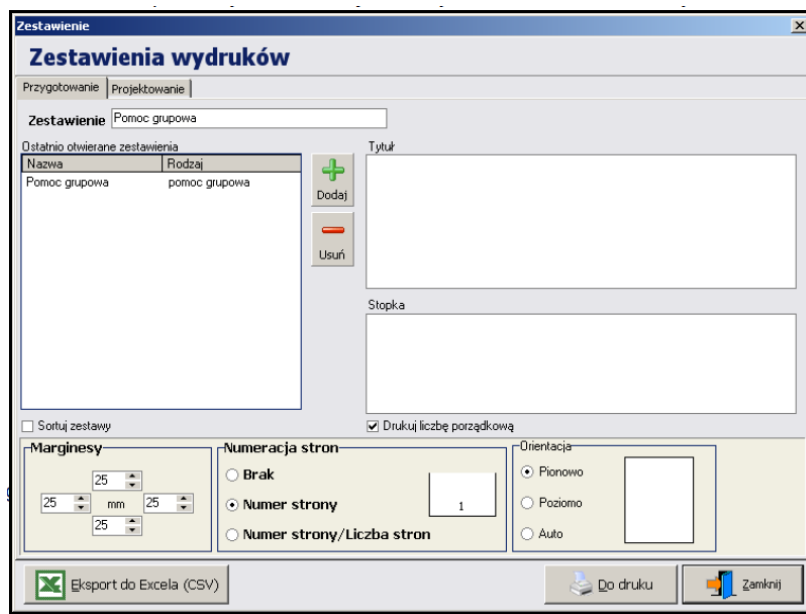 Zestawienie
Zestawienia wydruków
Przygotowanie Projektowanie
Zestawienie Pomoc grupowa
Ostatnio otwierane zestawienia
Nazwa Rodzaj
Pomoc grupowa pomoc grupowa
Dodaj
Usuń
Tytuł
Stopka
Sortuj zestawy
Drukuj liczbę porządkową
Marginesy
25
25 mm 25
25
Numeracja stron
Brak
Numer strony
Numer strony/Liczba stron
1
Orientacja
Pionowo
Poziomo
Auto
Eksport do Excela (CSV)
Do druku
Zamknij